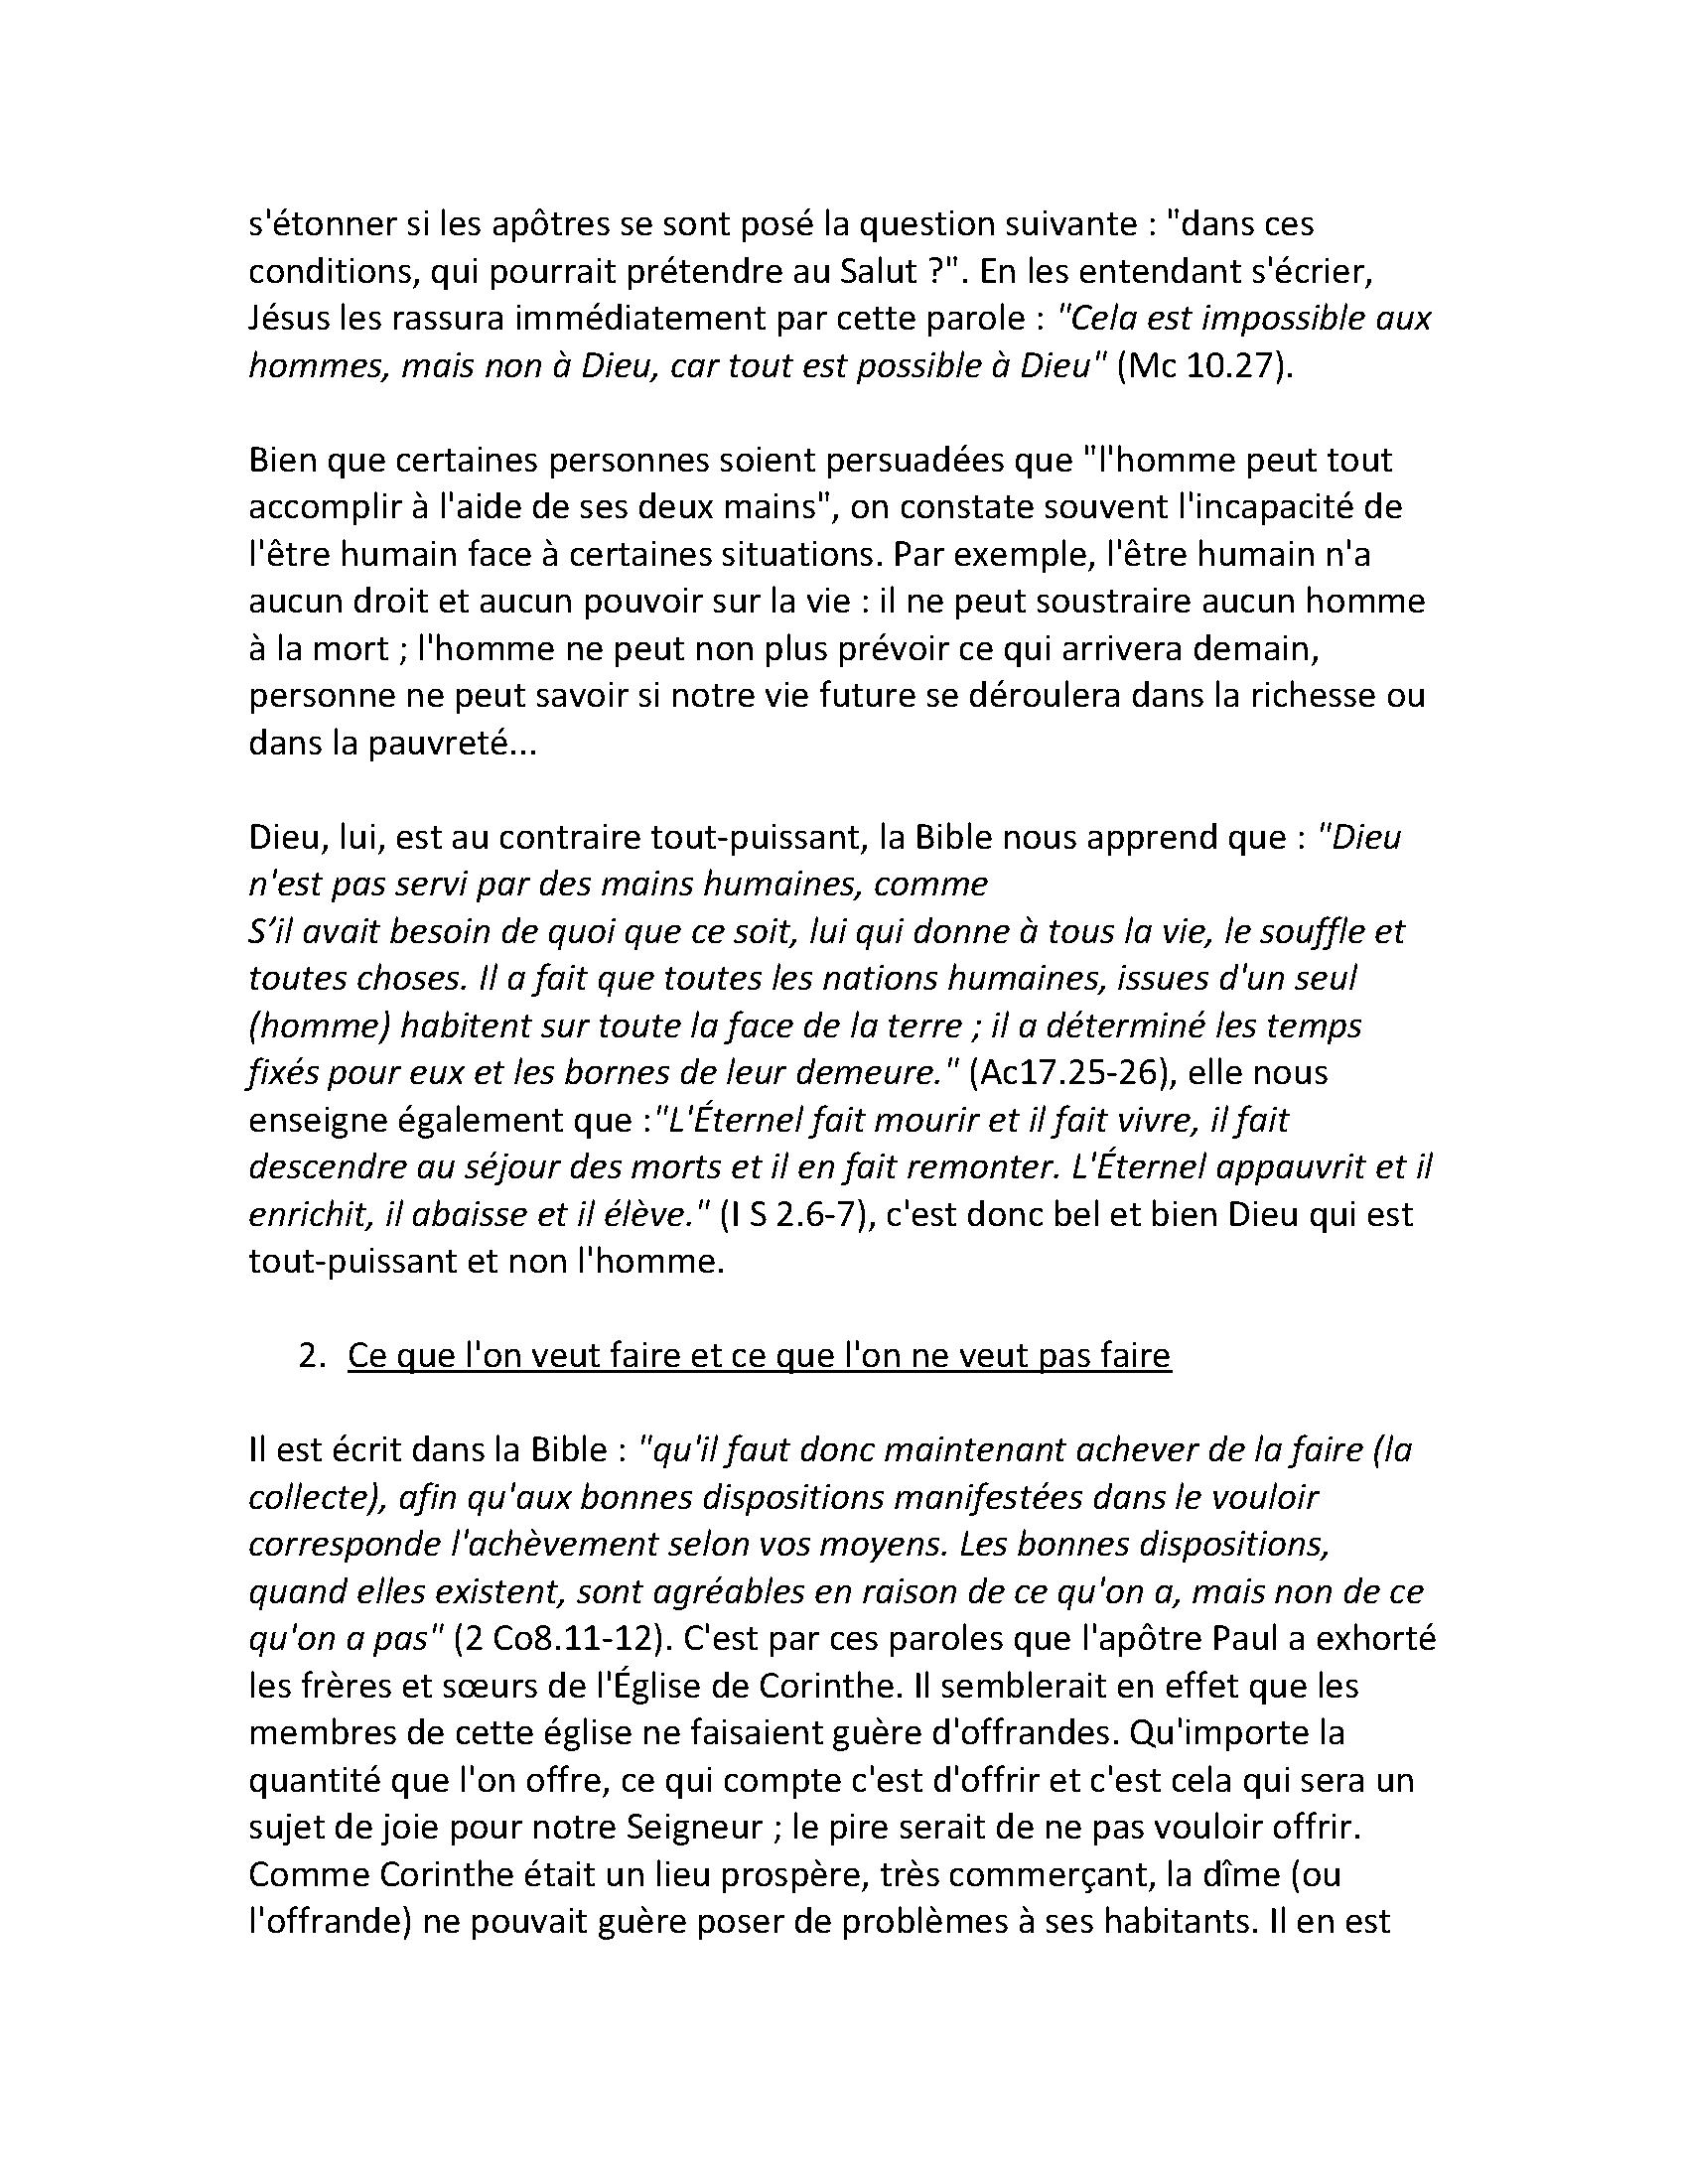 s'étonner si les apôtres se sont posé la question suivante : "dans ces
conditions, qui pourrait prétendre au Salut ?". En les entendant s'écrier,
Jésus les rassura immédiatement par cette parole : "Cela est impossible aux
hommes, mais non à Dieu, car tout est possible à Dieu" (Mc 10.27).
Bien que certaines personnes soient persuadées que "l'homme peut tout
accomplir à l'aide de ses deux mains", on constate souvent l'incapacité de
l'être humain face à certaines situations. Par exemple, l'être humain n'a
aucun droit et aucun pouvoir sur la vie : il ne peut soustraire aucun homme
à la mort ; l'homme ne peut non plus prévoir ce qui arrivera demain,
personne ne peut savoir si notre vie future se déroulera dans la richesse ou
dans la pauvreté...
Dieu, lui, est au contraire tout-puissant, la Bible nous apprend que : "Dieu
n'est pas servi par des mains humaines, comme
S’il avait besoin de quoi que ce soit, lui qui donne à tous la vie, le souffle et
toutes choses. Il a fait que toutes les nations humaines, issues d'un seul
(homme) habitent sur toute la face de la terre ; il a déterminé les temps
fixés pour eux et les bornes de leur demeure." (Ac17.25-26), elle nous
enseigne également que :"L'Éternel fait mourir et il fait vivre, il fait
descendre au séjour des morts et il en fait remonter. L'Éternel appauvrit et il
enrichit, il abaisse et il élève." (I S 2.6-7), c'est donc bel et bien Dieu qui est
tout-puissant et non l'homme.
2. Ce que l'on veut faire et ce que l'on ne veut pas faire
Il est écrit dans la Bible : "qu'il faut donc maintenant achever de la faire (la
collecte), afin qu'aux bonnes dispositions manifestées dans le vouloir
corresponde l'achèvement selon vos moyens. Les bonnes dispositions,
quand elles existent, sont agréables en raison de ce qu'on a, mais non de ce
qu'on a pas" (2 Co8.11-12). C'est par ces paroles que l'apôtre Paul a exhorté
les frères et sœurs de l'Église de Corinthe. Il semblerait en effet que les
membres de cette église ne faisaient guère d'offrandes. Qu'importe la
quantité que l'on offre, ce qui compte c'est d'offrir et c'est cela qui sera un
sujet de joie pour notre Seigneur ; le pire serait de ne pas vouloir offrir.
Comme Corinthe était un lieu prospère, très commerçant, la dîme (ou
l'offrande) ne pouvait guère poser de problèmes à ses habitants. Il en est